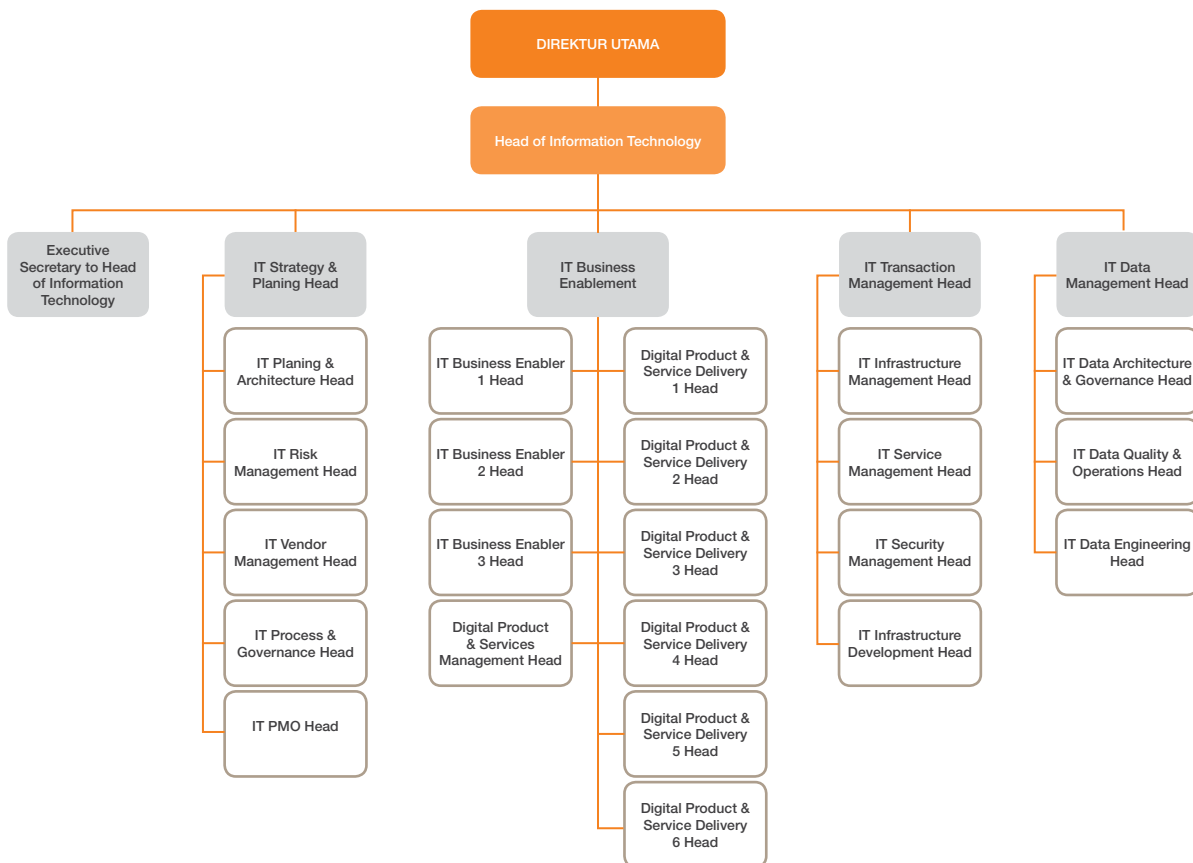 DIREKTUR UTAMA
Head of Information Technology
Executive
Secretary to Head
of Information
Technology
IT Strategy &
Planing Head
IT Business
Enablement
IT Transaction
Management Head
IT Data
Management Head
IT Planing &
Architecture Head
IT Risk
Management Head
IT Vendor
Management Head
IT Process &
Governance Head
IT PMO Head
IT Business Enabler
1 Head
IT Business Enabler
2 Head
IT Business Enabler
3 Head
Digital Product
& Services
Management Head
Digital Product &
Service Delivery
1 Head
Digital Product &
Service Delivery
2 Head
Digital Product &
Service Delivery
3 Head
Digital Product &
Service Delivery
4 Head
Digital Product &
Service Delivery
5 Head
Digital Product &
Service Delivery
6 Head
IT Infrastructure
Management Head
IT Service
Management Head
IT Security
Management Head
IT Infrastructure
Development Head
IT Data Architecture
& Governance Head
IT Data Quality &
Operations Head
IT Data Engineering
Head